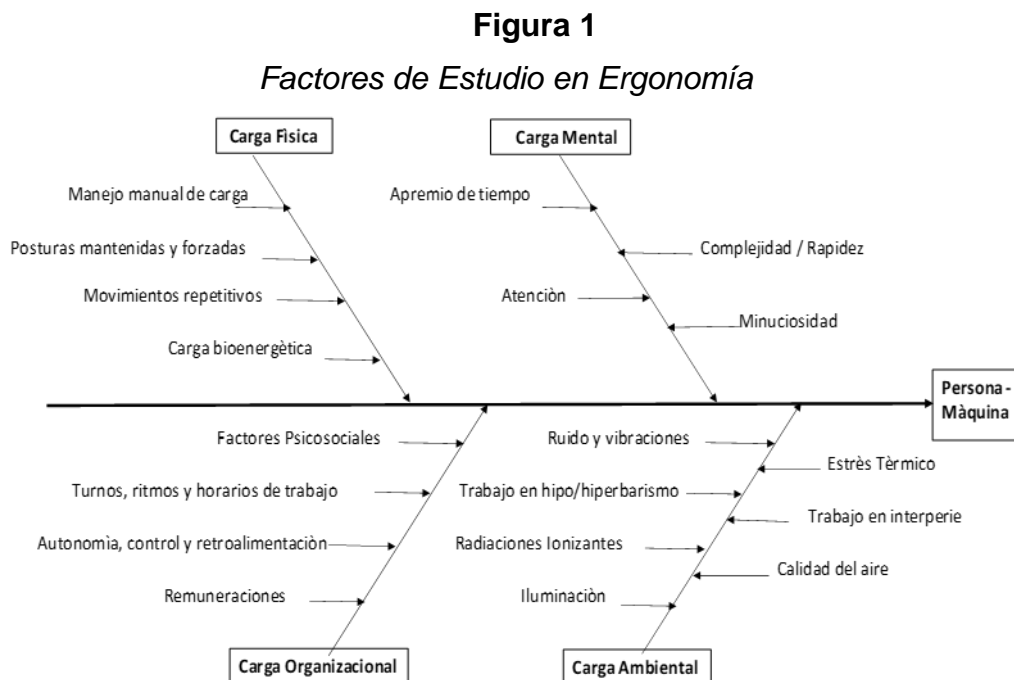 Figura 1
Factores de Estudio en Ergonomía
Carga Fìsica
Carga Mental
Manejo manual de carga
Apremio de tiempo
Posturas mantenidas y forzadas
Complejidad / Rapidez
Movimientos repetitivos
Atenciòn
Minuciosidad
Carga bioenergètica
Persona -
Màquina
Factores Psicosociales
Ruido y vibraciones
Estrès Tèrmico
Turnos, ritmos y horarios de trabajo
Trabajo en hipo/hiperbarismo
Trabajo en interperie
Autonomìa, control y retroalimentaciòn
Radiaciones Ionizantes
Calidad del aire
Remuneraciones
Iluminaciòn
Carga Organizacional
Carga Ambiental